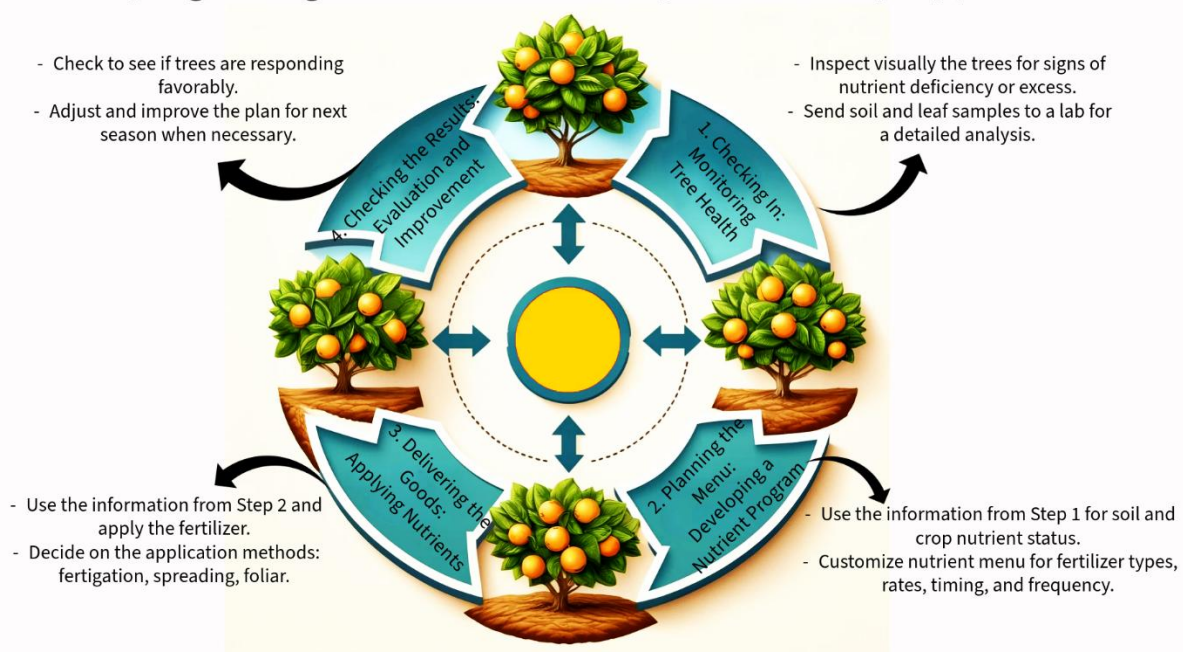 - Check to see if trees are responding
favorably.
- Adjust and improve the plan for next
season when necessary.
- Inspect visually the trees for signs of
nutrient deficiency or excess.
- Send soil and leaf samples to a lab for
a detailed analysis.
4. Checking the Results:
Evaluation and
Improvement
1. Checking In:
Monitoring
Tree Health
3. Delivering the
Goods:
Applying Nutrients
2. Planning the
Menu:
Developing a
Nutrient Program
- Use the information from Step 2 and
apply the fertilizer.
- Decide on the application methods:
fertigation, spreading, foliar.
- Use the information from Step 1 for soil and
crop nutrient status.
- Customize nutrient menu for fertilizer types,
rates, timing, and frequency.